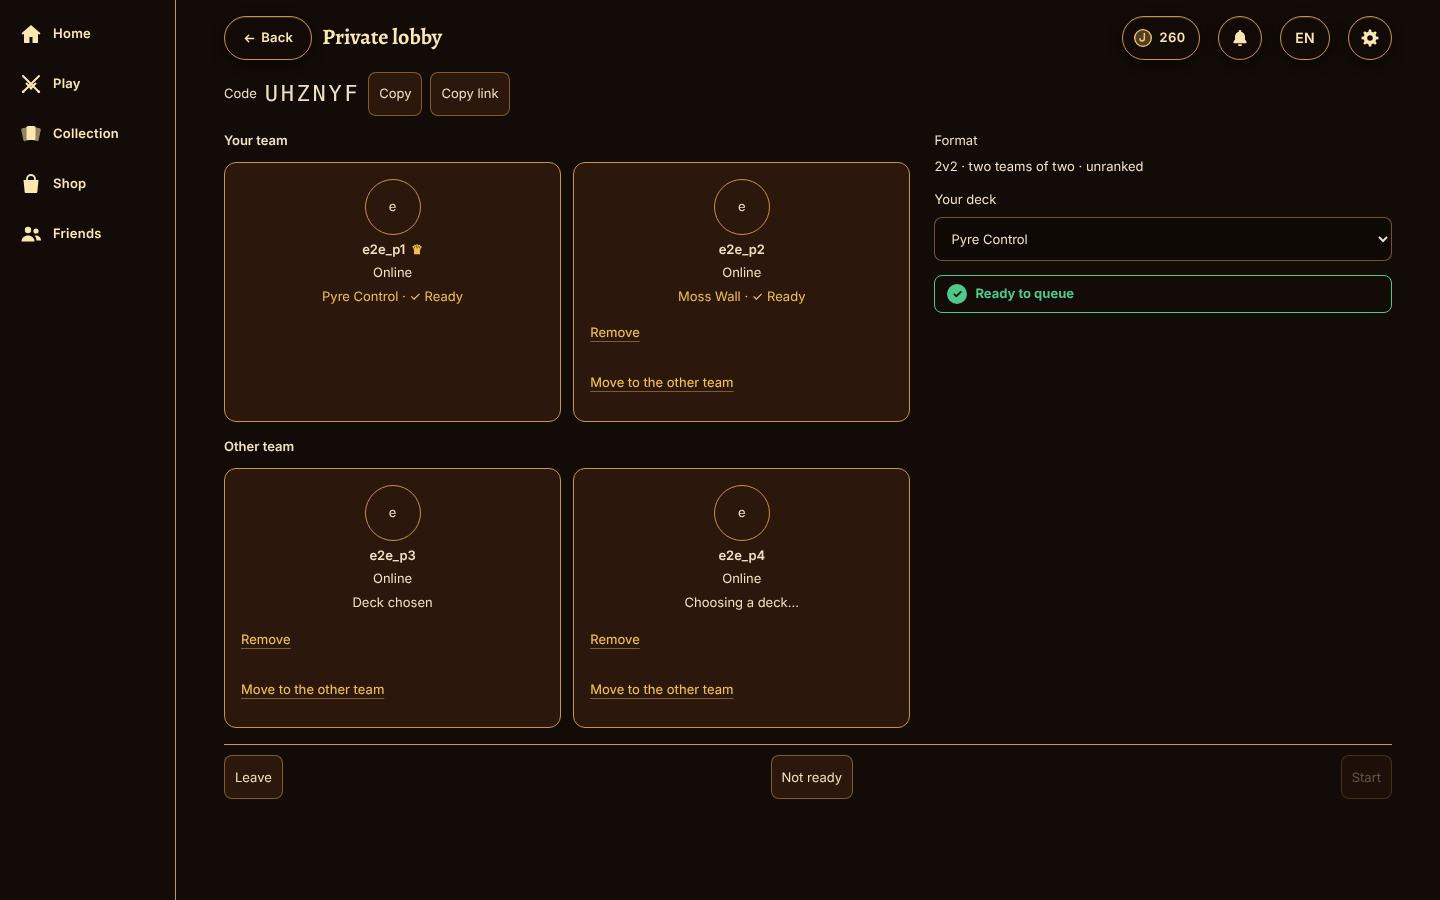 Home
Play
Collection
Shop
Friends
← Back
Private lobby
J 260
EN
Code UHZNYF Copy Copy link
Your team
e
e2e_p1
Online
Pyre Control · ✓ Ready
e
e2e_p2
Online
Moss Wall · ✓ Ready
Remove
Move to the other team
Other team
e
e2e_p3
Online
Deck chosen
Remove
Move to the other team
e
e2e_p4
Online
Choosing a deck...
Remove
Move to the other team
Format
2v2 · two teams of two · unranked
Your deck
Pyre Control
Ready to queue
Leave
Not ready
Start